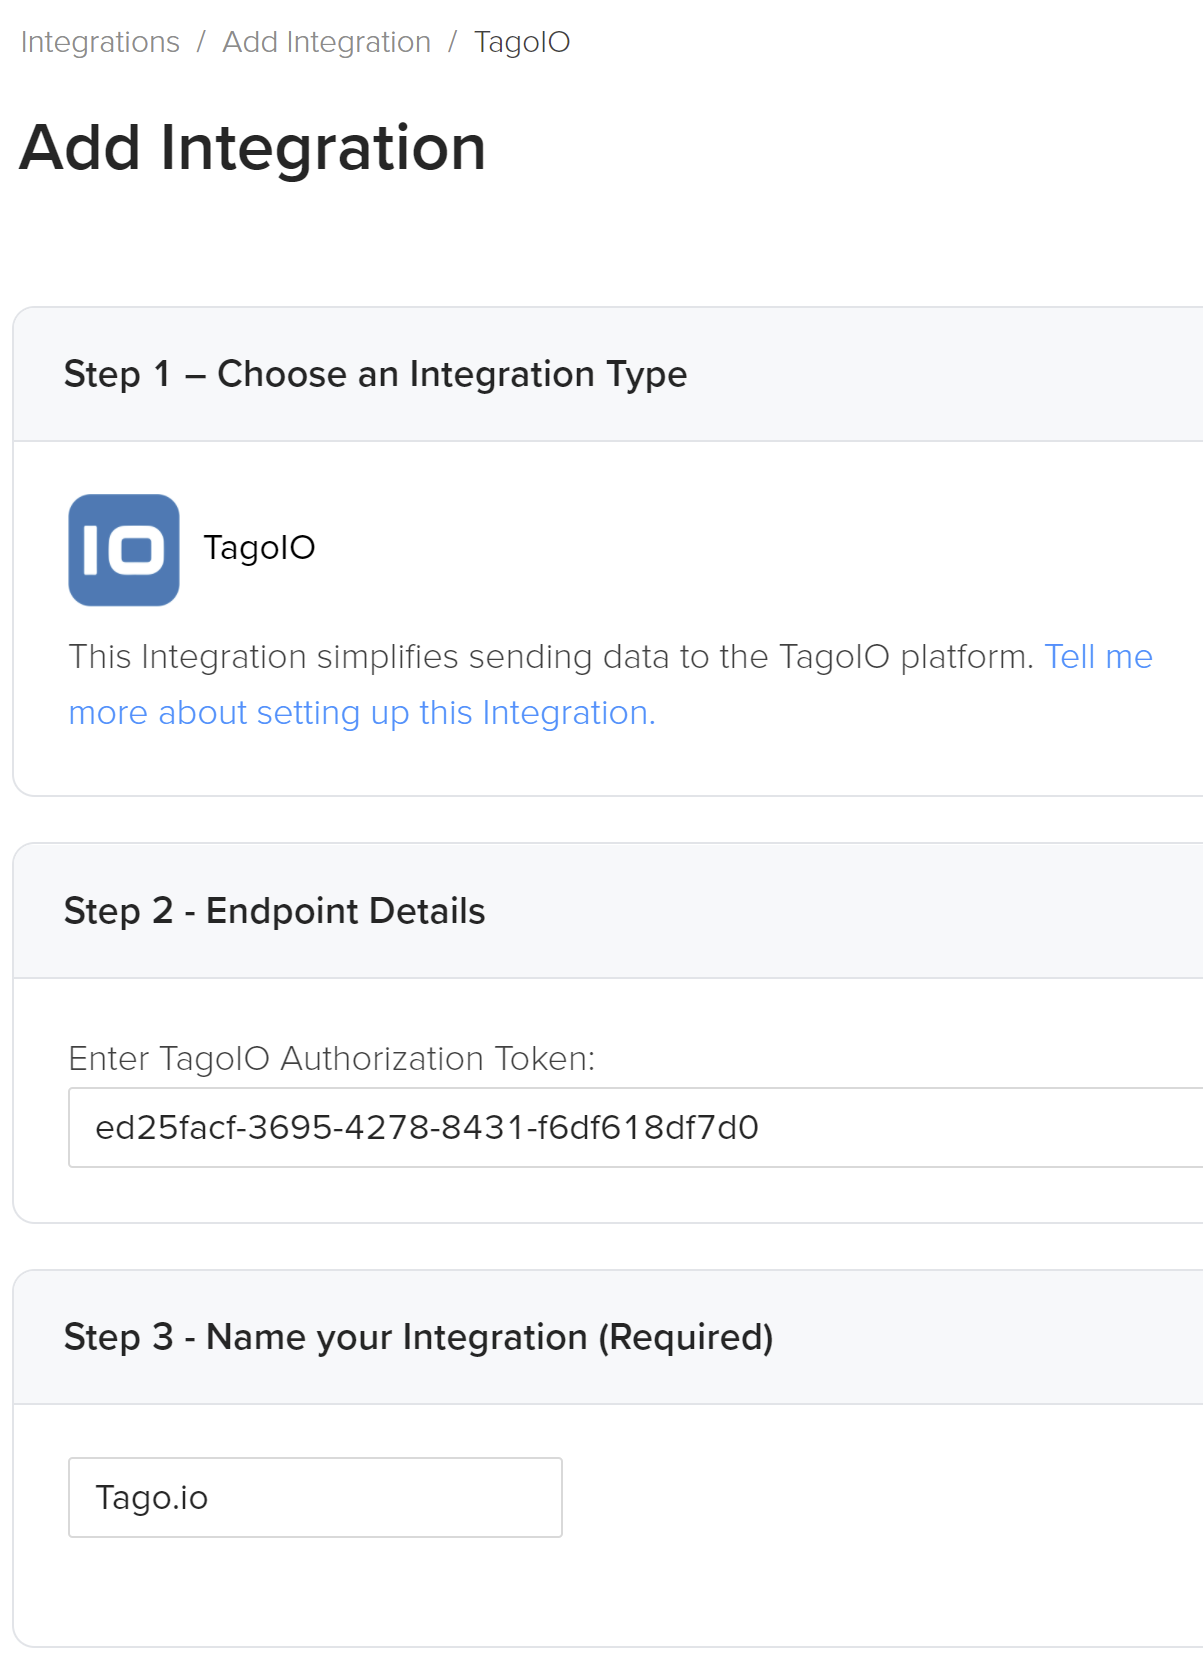 Integrations / Add Integration / TagoIO
Add Integration
Step 1 – Choose an Integration Type
IO
TagoIO
This Integration simplifies sending data to the TagoIO platform. Tell me
more about setting up this Integration.
Step 2 - Endpoint Details
Enter TagoIO Authorization Token:
ed25facf-3695-4278-8431-f6df618df7d0
Step 3 - Name your Integration (Required)
Tago.io